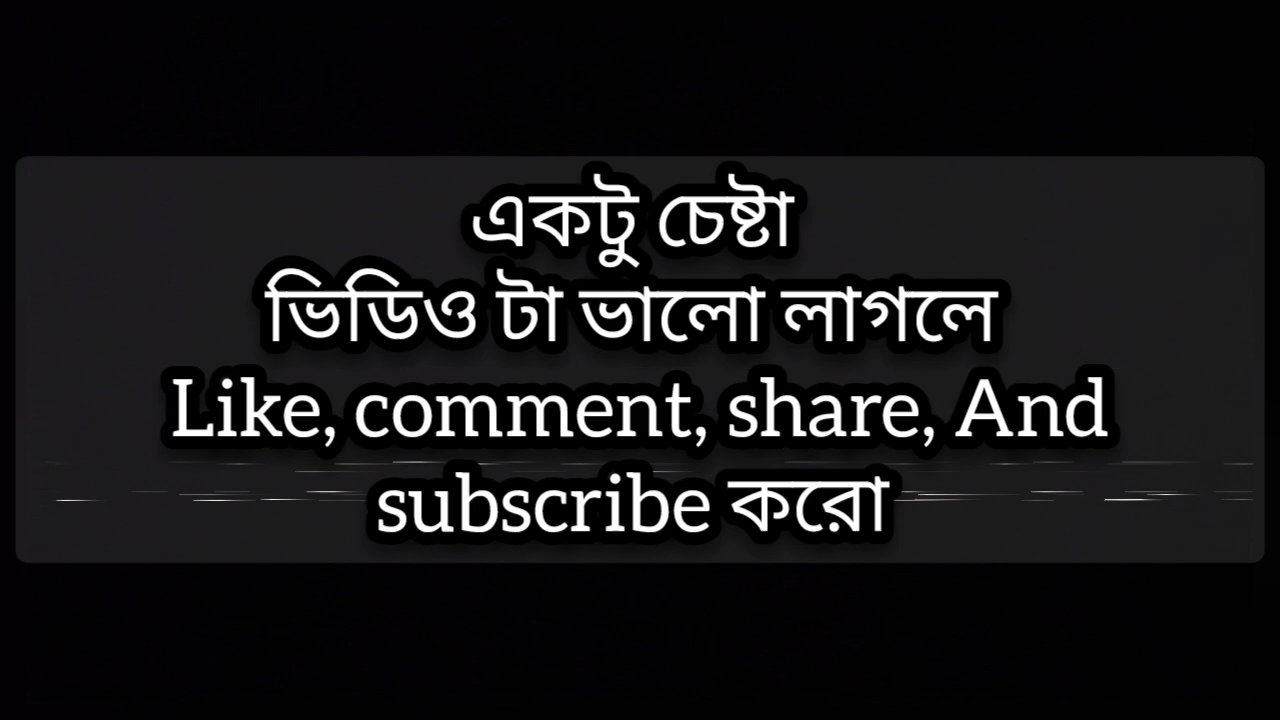 একটু চেষ্টা
ভিডিও টা ভালো লাগলে
Like, comment, share, And
subscribe করো